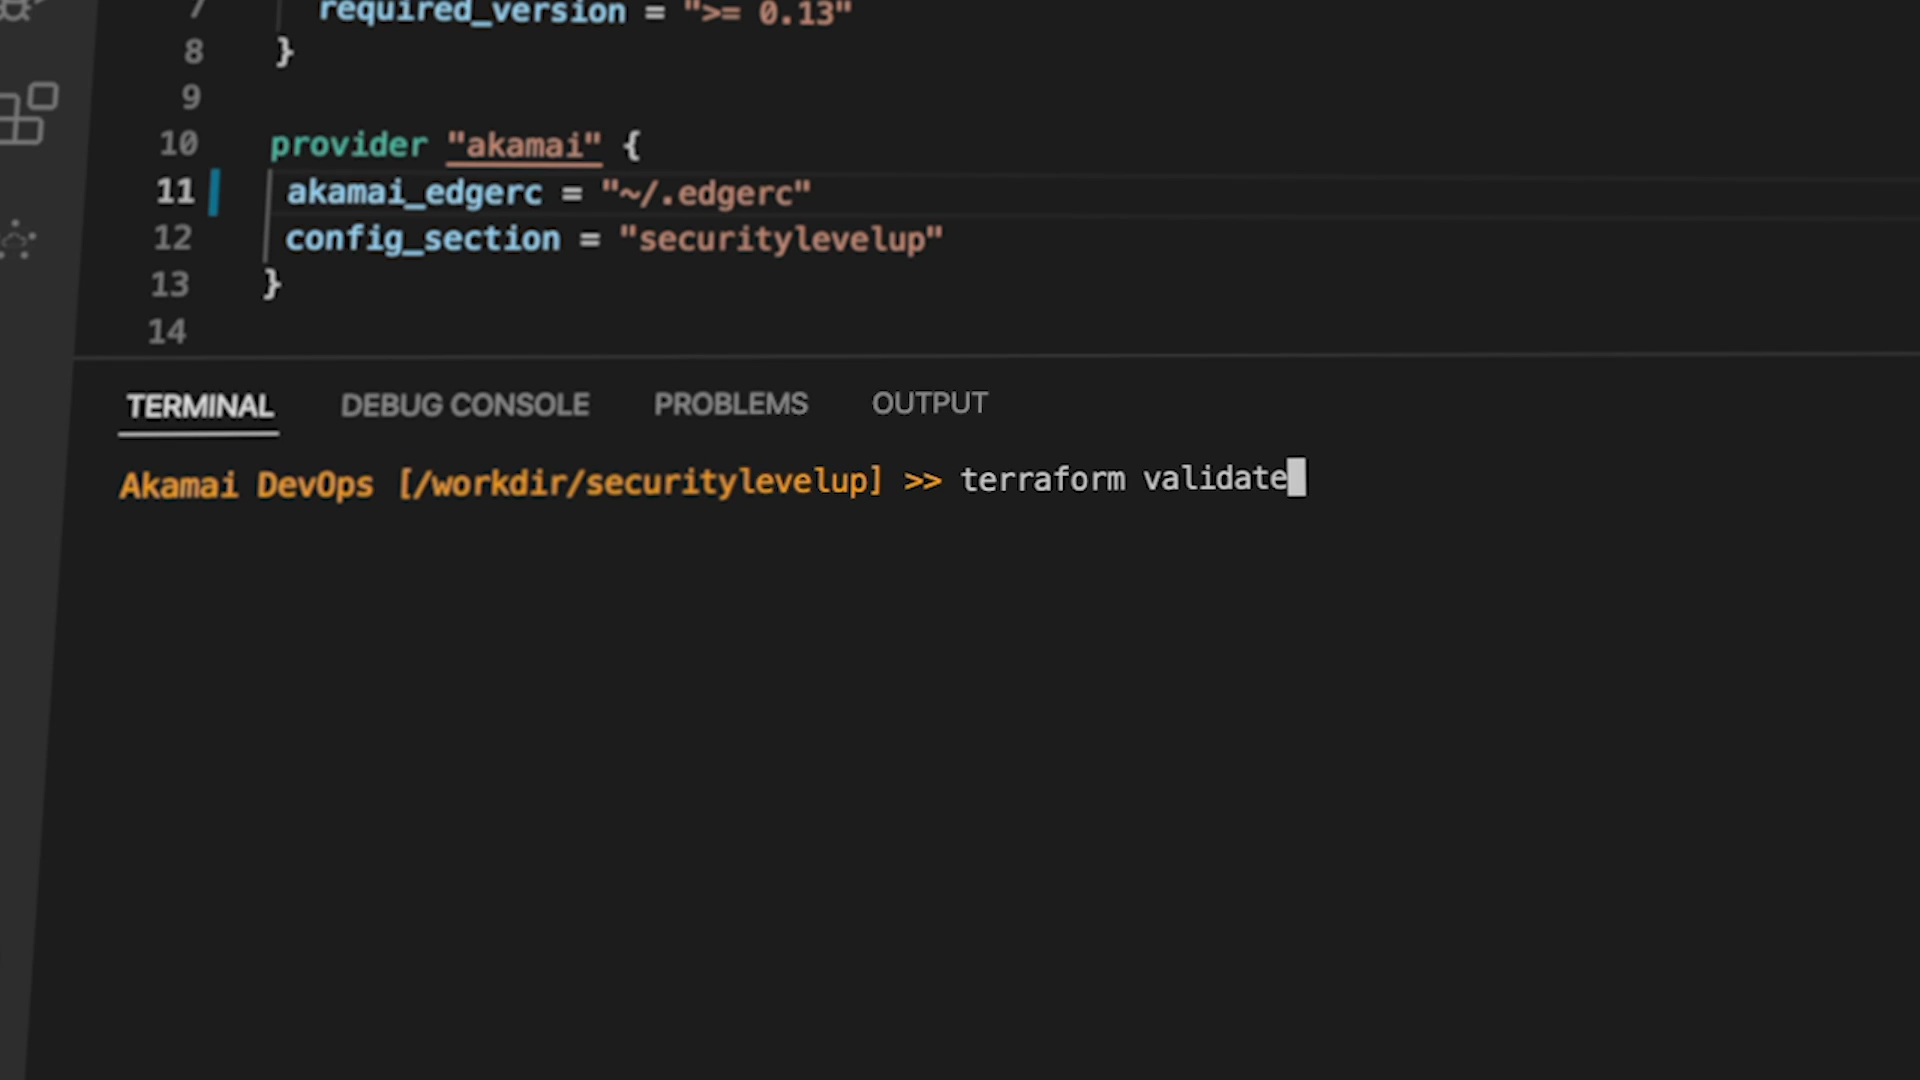 7 required_version = ">= 0.13"
8 }
9
10 provider "akamai" {
11 akamai_edgerc = "~/.edgerc"
12 config_section = "securitylevelup"
13 }
14
TERMINAL DEBUG CONSOLE PROBLEMS OUTPUT
Akamai DevOps [/workdir/securitylevelup] >> terraform validate